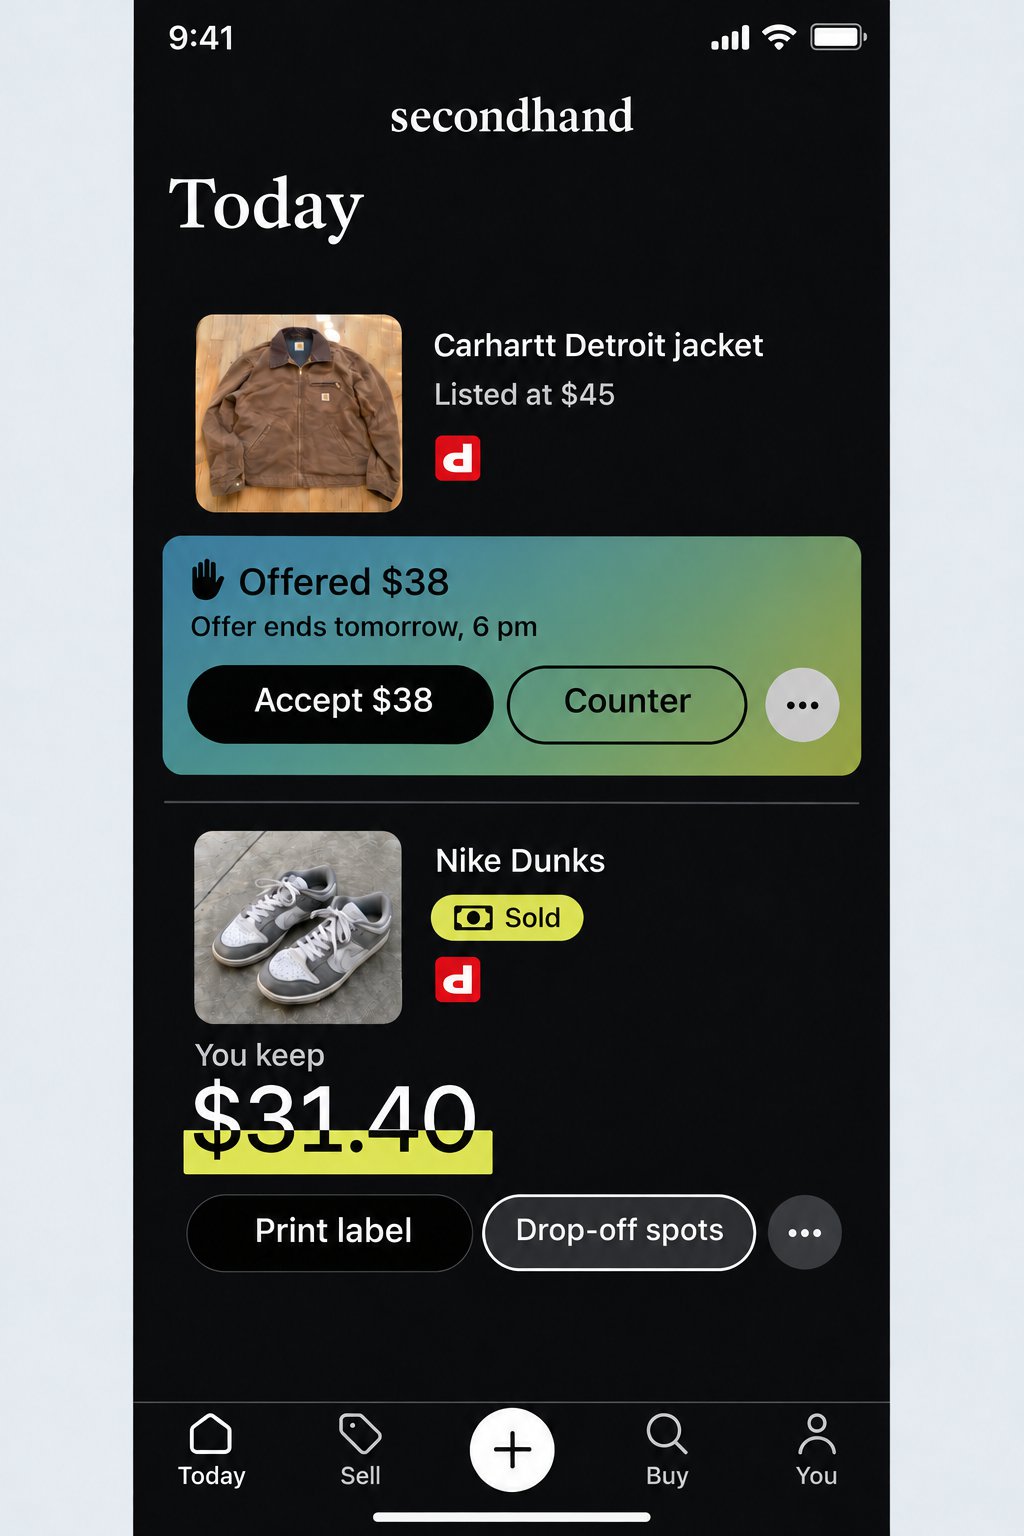 9:41
secondhand
Today
Carhartt Detroit jacket
Listed at $45
d
Offered $38
Offer ends tomorrow, 6 pm
Accept $38
Counter
Nike Dunks
Sold
d
You keep
$31.40
Print label
Drop-off spots
Today
Sell
Buy
You